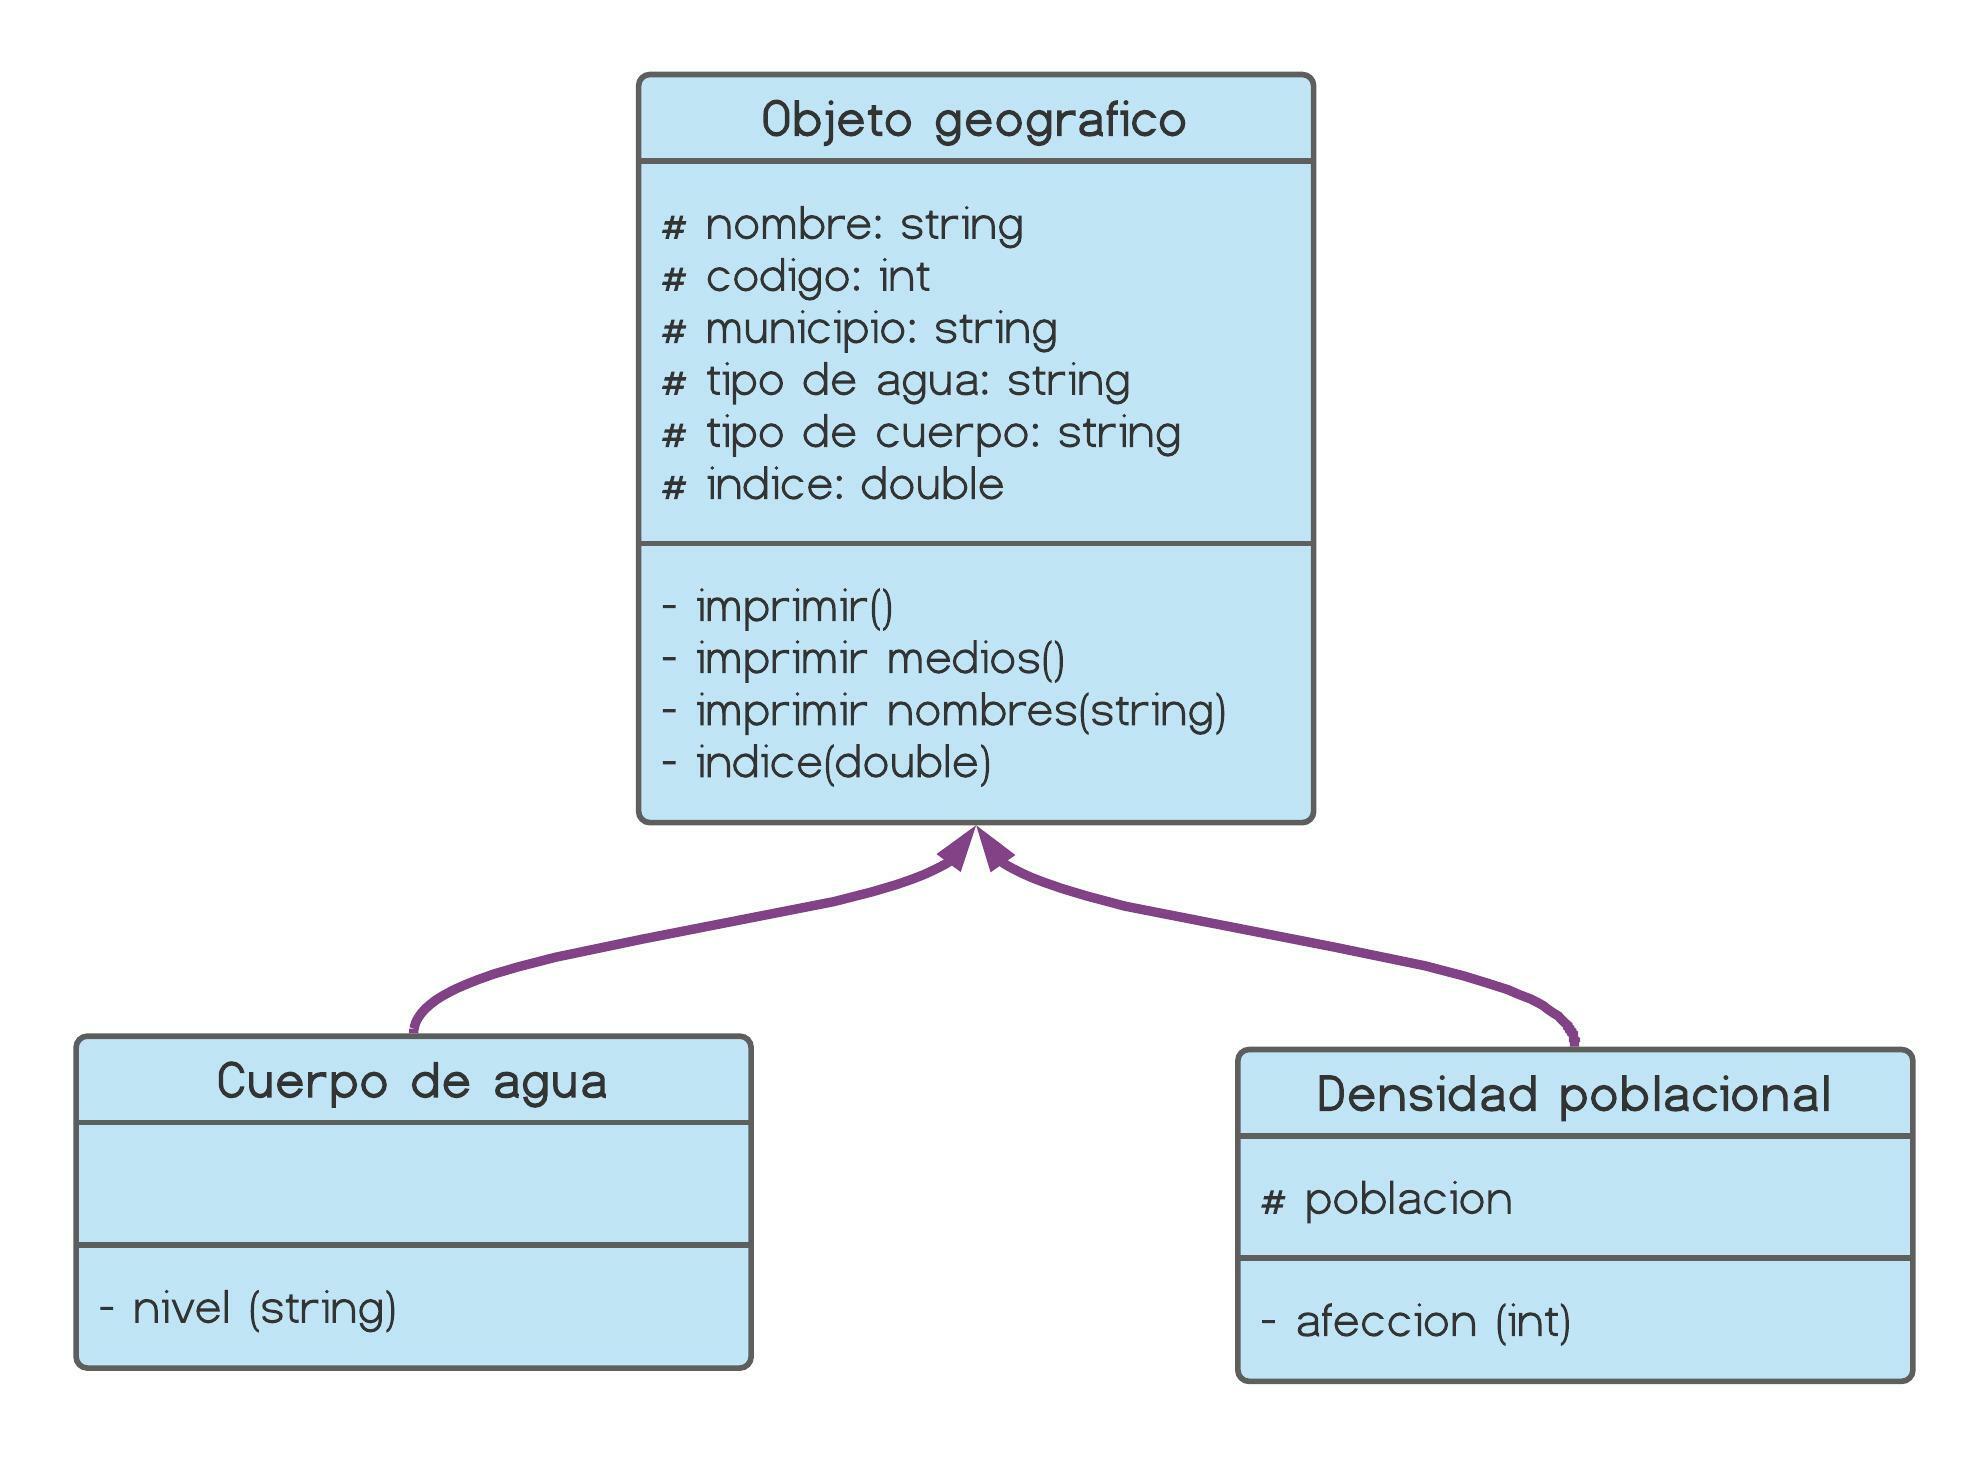 Objeto geografico
# nombre: string
# codigo: int
# municipio: string
# tipo de agua: string
# tipo de cuerpo: string
# indice: double
- imprimir()
- imprimir medios()
- imprimir nombres(string)
- indice(double)
Cuerpo de agua
- nivel (string)
Densidad poblacional
# poblacion
- afeccion (int)